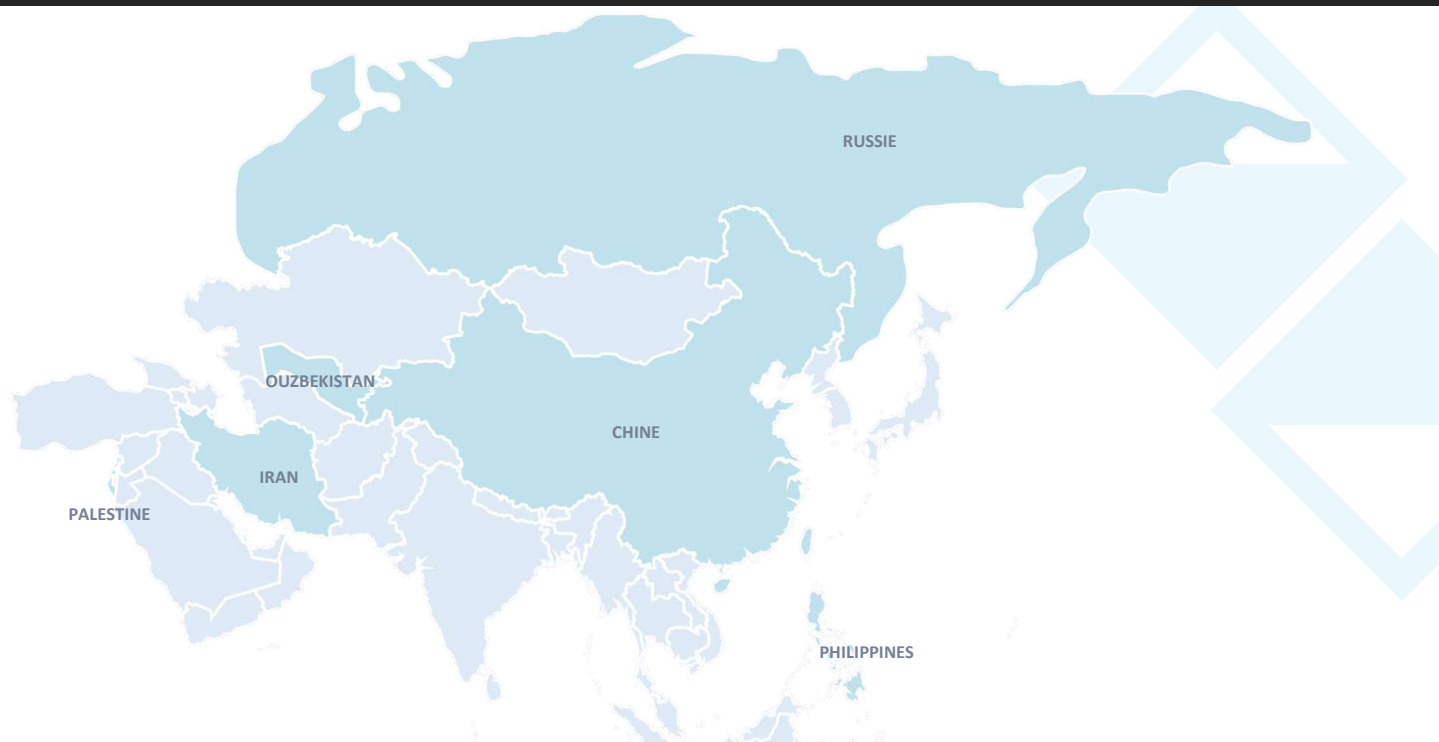 RUSSIE
OUZBEKISTAN
CHINE
IRAN
PALESTINE
PHILIPPINES